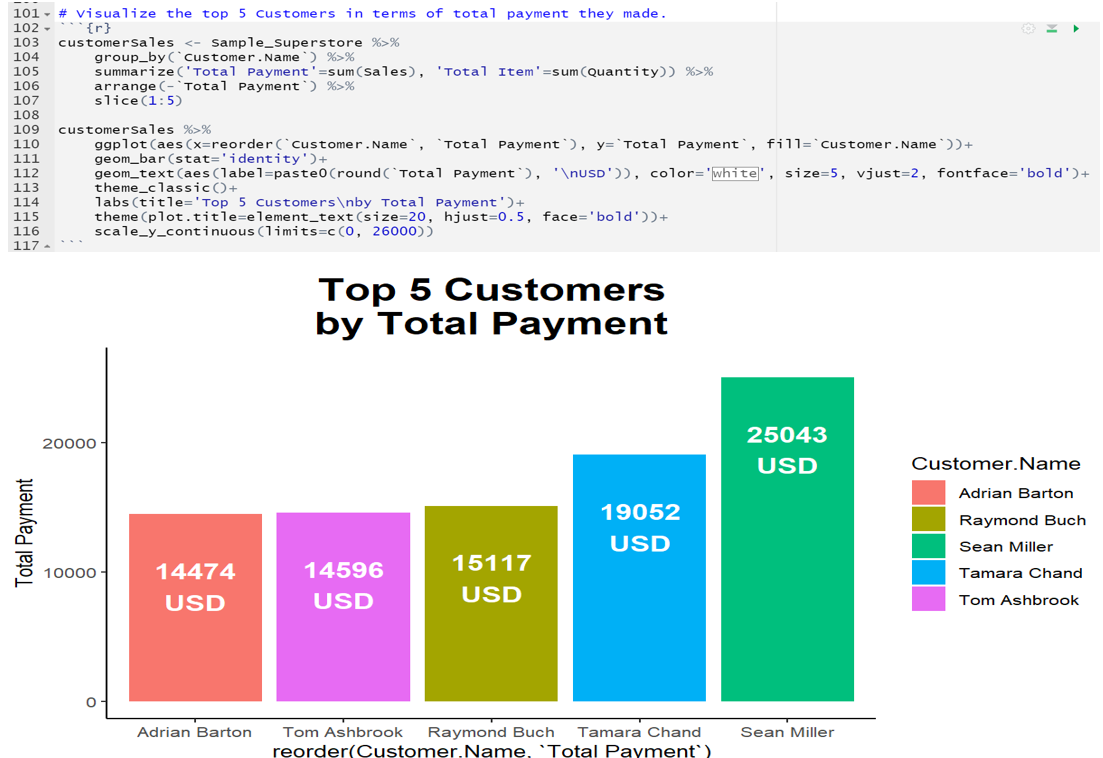 101 # Visualize the top 5 Customers in terms of total payment they made.
102 ```{r}
103 customerSales <- Sample_Superstore %>%
104     group_by(`Customer.Name`) %>%
105     summarize('Total Payment'=sum(Sales), 'Total Item'=sum(Quantity)) %>%
106     arrange(-`Total Payment`) %>%
107     slice(1:5)
108
109 customerSales %>%
110     ggplot(aes(x=reorder(`Customer.Name`, `Total Payment`), y=`Total Payment`, fill=`Customer.Name`))+
111     geom_bar(stat='identity')+
112     geom_text(aes(label=paste0(round(`Total Payment`), '\nUSD')), color='white', size=5, vjust=2, fontface='bold')+
113     theme_classic()+
114     labs(title='Top 5 Customers\nby Total Payment')+
115     theme(plot.title=element_text(size=20, hjust=0.5, face='bold'))+
116     scale_y_continuous(limits=c(0, 26000))
117 ```
Top 5 Customers
by Total Payment
Total Payment
20000
10000
0
14474
USD
14596
USD
15117
USD
19052
USD
25043
USD
Adrian Barton
Tom Ashbrook
Raymond Buch
Tamara Chand
Sean Miller
reorder(Customer.Name, `Total Payment`)
Customer.Name
Adrian Barton
Raymond Buch
Sean Miller
Tamara Chand
Tom Ashbrook